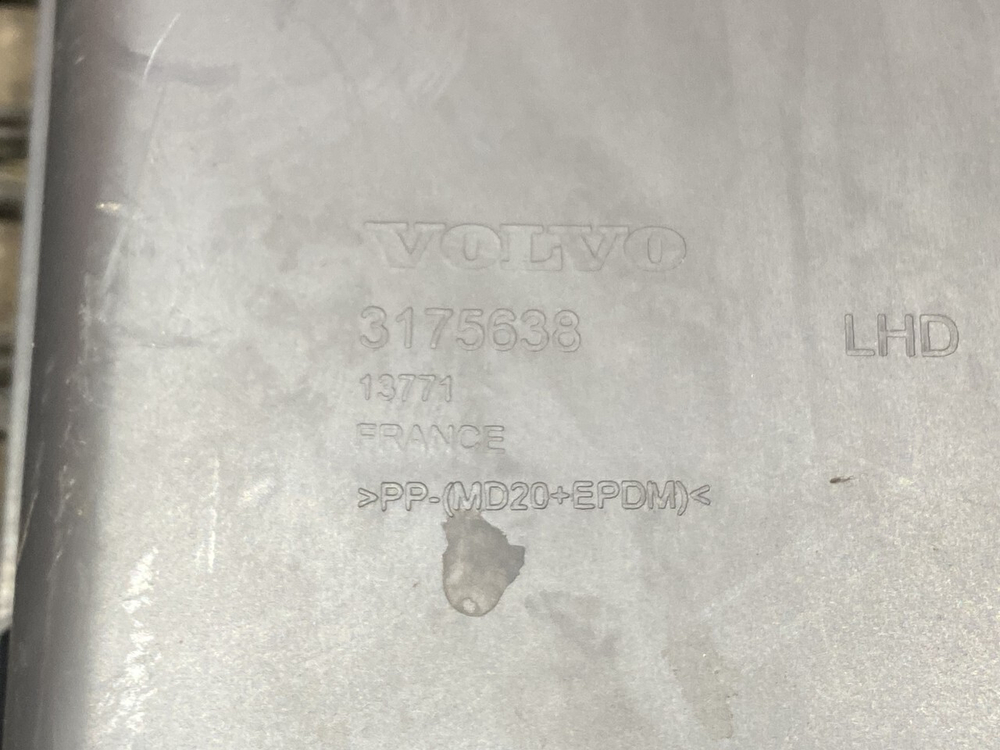 VOLVO
3175638
LHD
13771
FRANCE
>PP-(MD20+EPDM)<